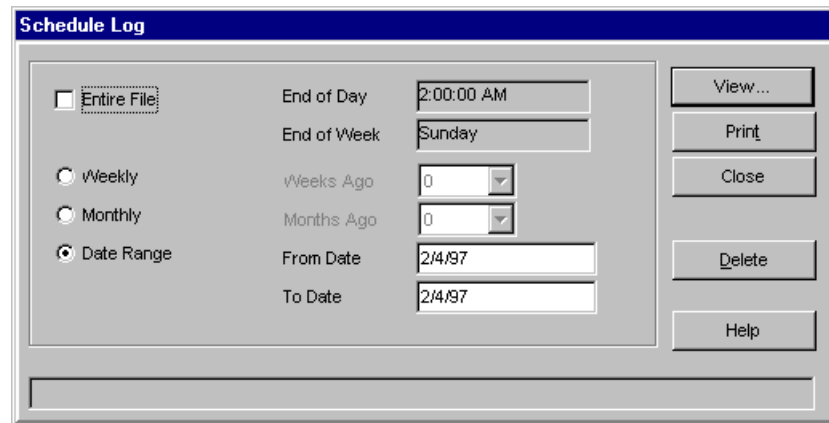 Schedule Log
Entire File
End of Day 2:00:00 AM
End of Week Sunday
Weekly
Weeks Ago 0
Monthly
Months Ago 0
Date Range
From Date 2/4/97
To Date 2/4/97
View...
Print
Close
Delete
Help